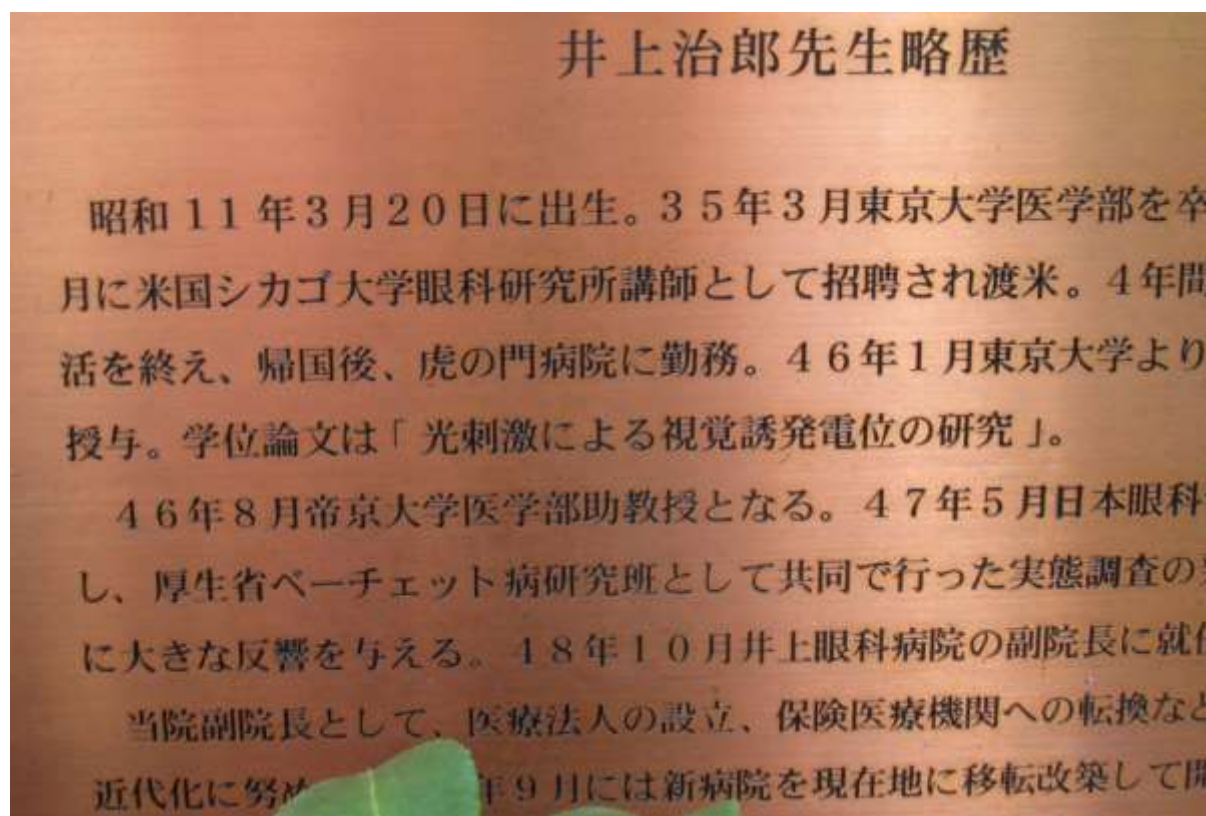 井上治郎先生略歴
昭和11年3月20日に出生。35年3月東京大学医学部を卒
月に米国シカゴ大学眼科研究所講師として招聘され渡米。4年間
活を終え、帰国後、虎の門病院に勤務。46年1月東京大学より
授与。学位論文は「光刺激による視覚誘発電位の研究」。
46年8月帝京大学医学部助教授となる。47年5月日本眼科
し、厚生省ベーチェット病研究班として共同で行った実態調査の
に大きな反響を与える。48年10月井上眼科病院の副院長に就
当院副院長として、医療法人の設立、保険医療機関への転換など
近代化に努め 年9月には新病院を現在地に移転改築して開